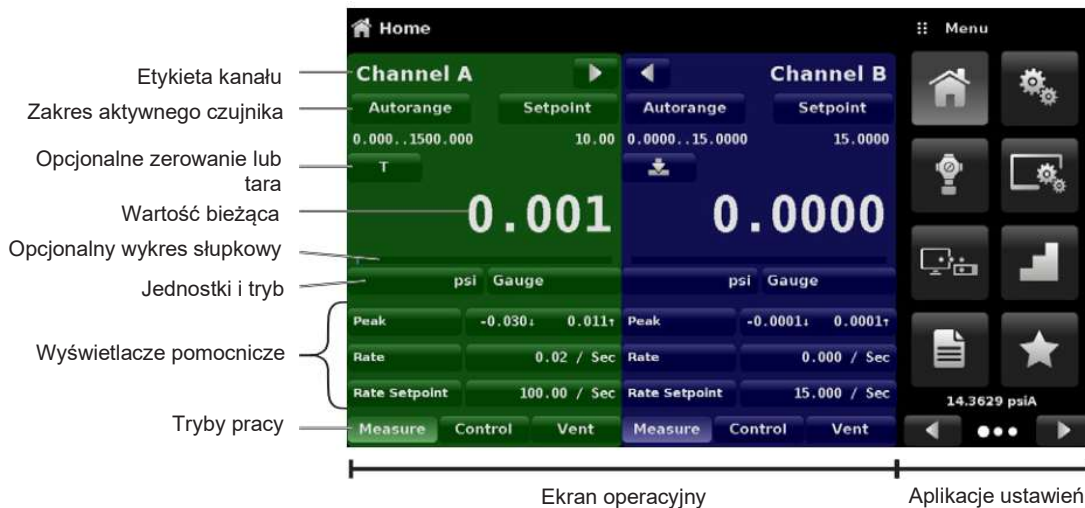 Home
Menu
Etykieta kanału
Channel A
Channel B
Zakres aktywnego czujnika
Autorange Setpoint
Autorange Setpoint
0.000..1500.000 10.00
0.0000..15.0000 15.0000
Opcjonalne zerowanie lub
tara
T
Wartość bieżąca
0.001
0.0000
Opcjonalny wykres słupkowy
Jednostki i tryb
psi Gauge
psi Gauge
Wyświetlacze pomocnicze
Peak -0.030↓ 0.011↑
Peak -0.0001↓ 0.0001↑
Rate 0.02 / Sec
Rate 0.000 / Sec
Rate Setpoint 100.00 / Sec
Rate Setpoint 15.000 / Sec
14.3629 psiA
Tryby pracy
Measure Control Vent
Measure Control Vent
Ekran operacyjny
Aplikacje ustawień